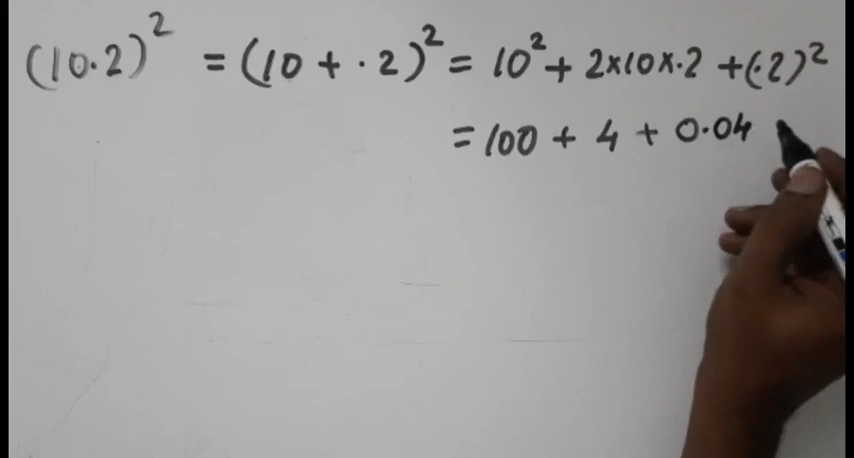 (10.2)² = (10 + .2)² = 10² + 2×10×.2 + (.2)²
= 100 + 4 + 0.04